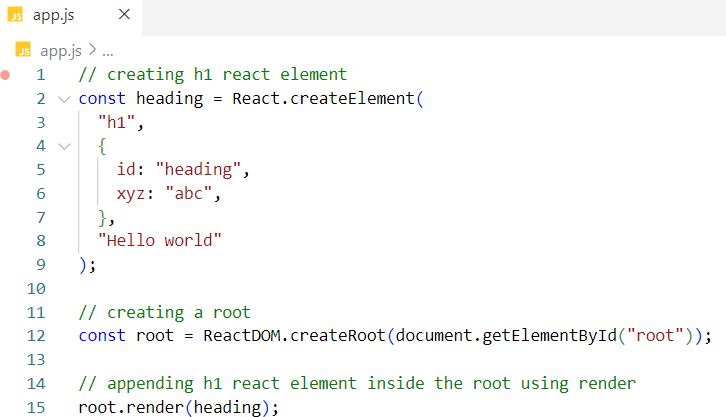 JS app.js ×
JS app.js > ...
1 // creating h1 react element
2 const heading = React.createElement(
3 "h1",
4 {
5 id: "heading",
6 xyz: "abc",
7 },
8 "Hello world"
9 );
10
11 // creating a root
12 const root = ReactDOM.createRoot(document.getElementById("root"));
13
14 // appending h1 react element inside the root using render
15 root.render(heading);